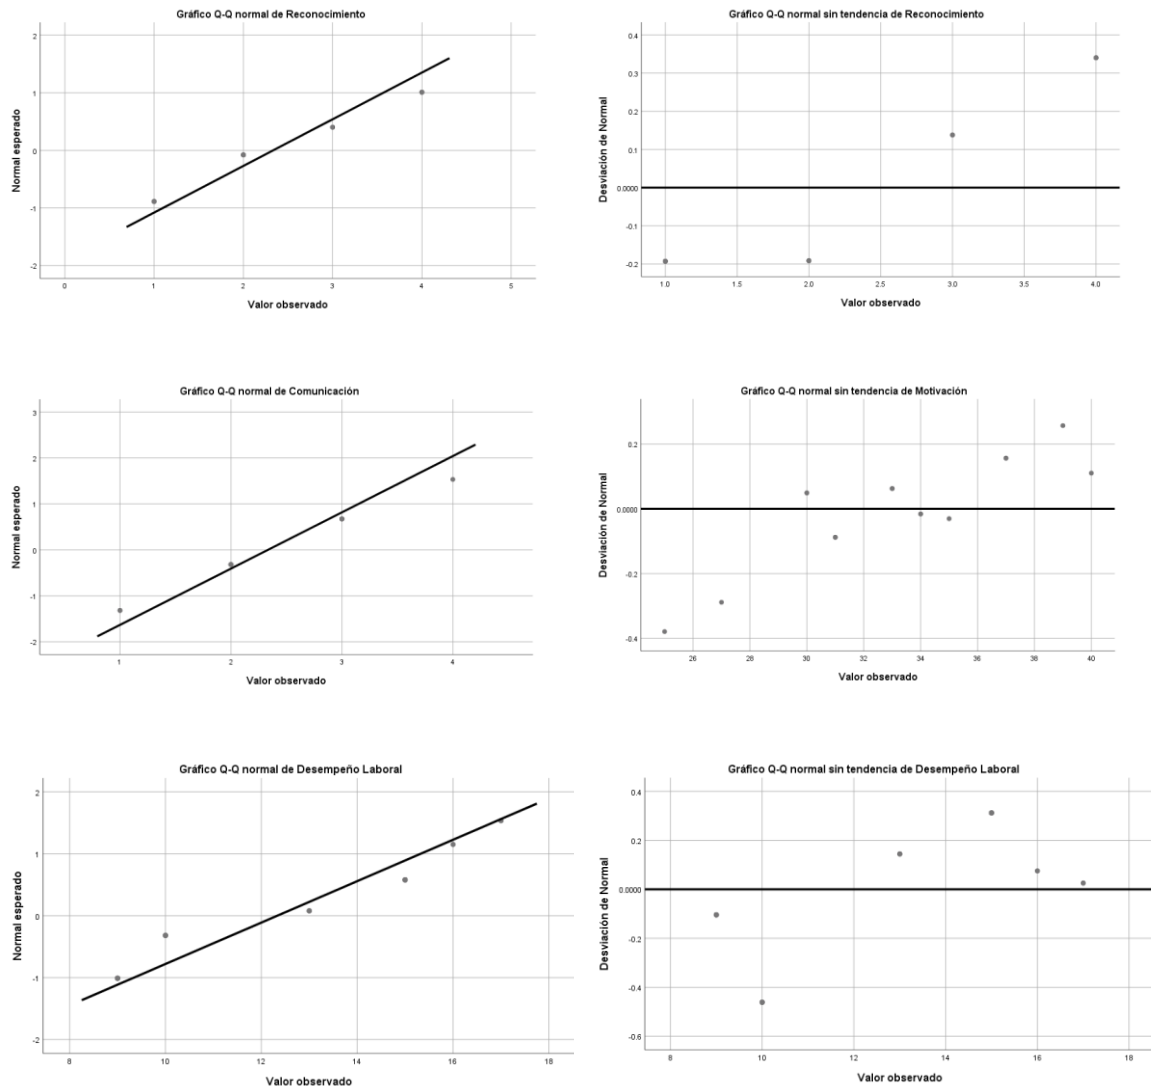 Gráfico Q-Q normal de Reconocimiento
Normal esperado
2
1
0
-1
-2
0 1 2 3 4 5
Valor observado
Gráfico Q-Q normal sin tendencia de Reconocimiento
Desviación de Normal
0.4
0.3
0.2
0.1
0.0000
-0.1
-0.2
1.0 1.5 2.0 2.5 3.0 3.5 4.0
Valor observado
Gráfico Q-Q normal de Comunicación
Normal esperado
3
2
1
0
-1
-2
1 2 3 4
Valor observado
Gráfico Q-Q normal sin tendencia de Motivación
Desviación de Normal
0.2
0.0000
-0.2
-0.4
26 28 30 32 34 36 38 40
Valor observado
Gráfico Q-Q normal de Desempeño Laboral
Normal esperado
2
1
0
-1
-2
8 10 12 14 16 18
Valor observado
Gráfico Q-Q normal sin tendencia de Desempeño Laboral
Desviación de Normal
0.4
0.2
0.0000
-0.2
-0.4
-0.6
8 10 12 14 16 18
Valor observado